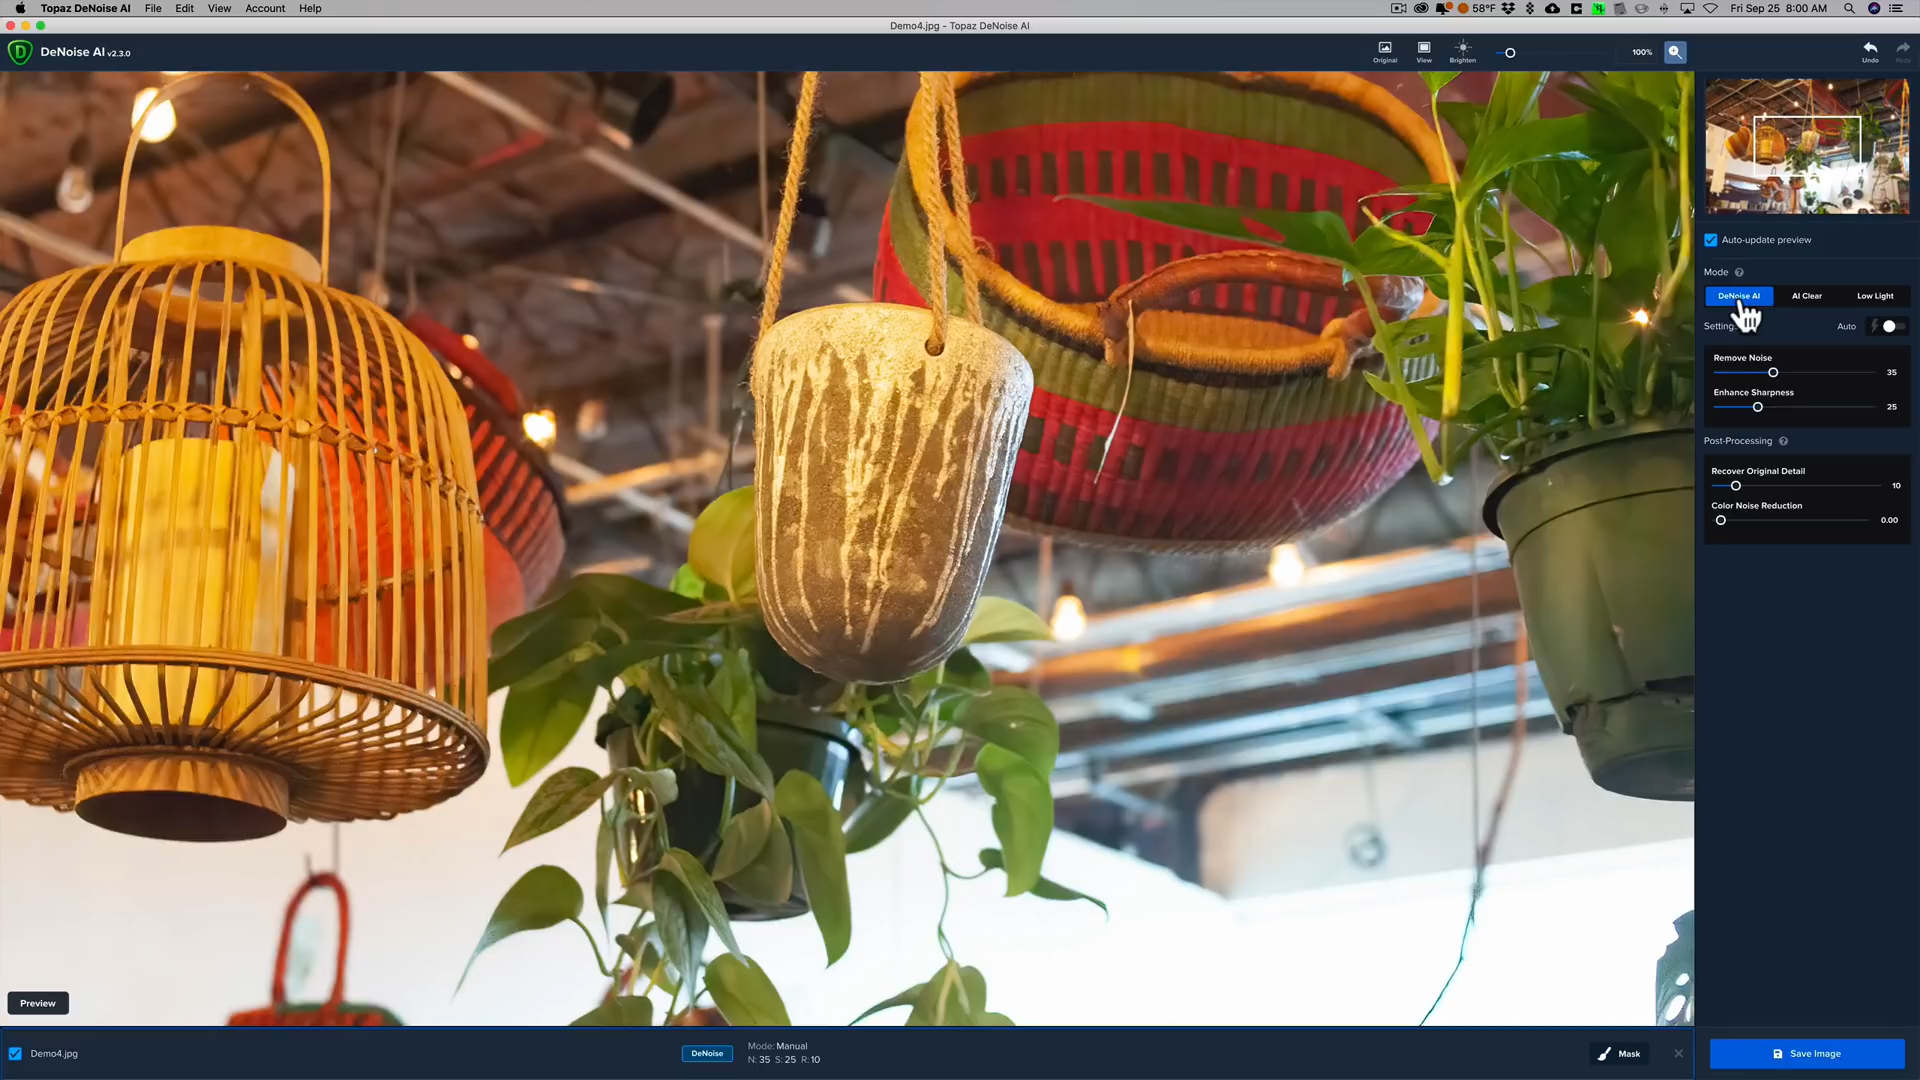 Topaz DeNoise AI File Edit View Account Help
58°F Fri Sep 25 8:00 AM
Demo4.jpg - Topaz DeNoise AI
DeNoise AI v2.3.0
Original View Brighten 100% Undo Redo
Auto-update preview
Mode
DeNoise AI AI Clear Low Light
Setting Auto
Remove Noise
35
Enhance Sharpness
25
Post-Processing
Recover Original Detail
10
Color Noise Reduction
0.00
Preview
Demo4.jpg
DeNoise
Mode: Manual
N: 35 S: 25 R: 10
Mask
Save Image